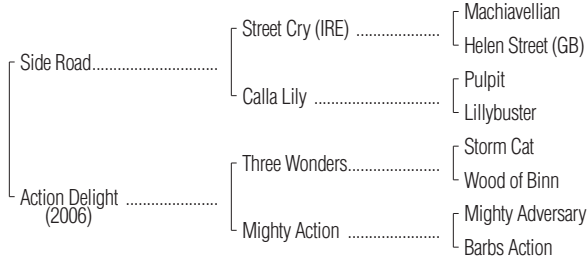 Machiavellian
Street Cry (IRE) ....................
Helen Street (GB)
Side Road..............................
Pulpit
Calla Lily ..............................
Lillybuster
Storm Cat
Three Wonders......................
Wood of Binn
Action Delight ......................
(2006)
Mighty Adversary
Mighty Action ......................
Barbs Action